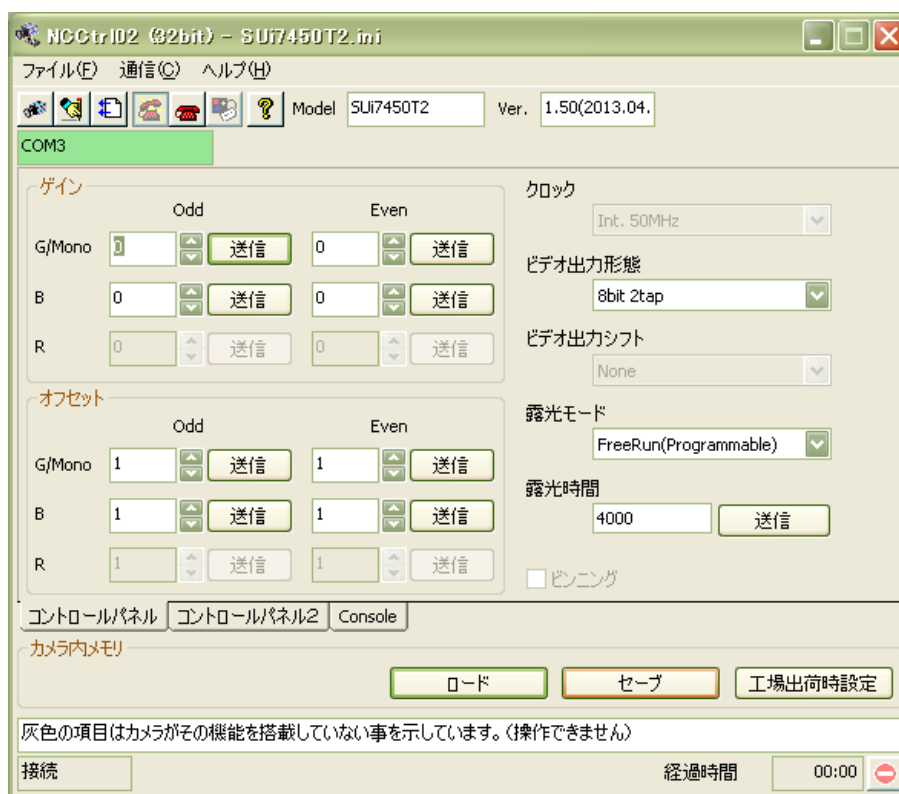 NCCtrl02 (32bit) - SUi7450T2.ini
ファイル(F) 通信(C) ヘルプ(H)
Model SUi7450T2 Ver. 1.50(2013.04.
COM3
ゲイン
Odd Even
G/Mono 0 送信 0 送信
B 0 送信 0 送信
R 0 送信 0 送信
オフセット
Odd Even
G/Mono 1 送信 1 送信
B 1 送信 1 送信
R 1 送信 1 送信
クロック
Int. 50MHz
ビデオ出力形態
8bit 2tap
ビデオ出力シフト
None
露光モード
FreeRun(Programmable)
露光時間
4000 送信
ビンニング
コントロールパネル コントロールパネル2 Console
カメラ内メモリ
ロード セーブ 工場出荷時設定
灰色の項目はカメラがその機能を搭載していない事を示しています。(操作できません)
接続 経過時間 00:00